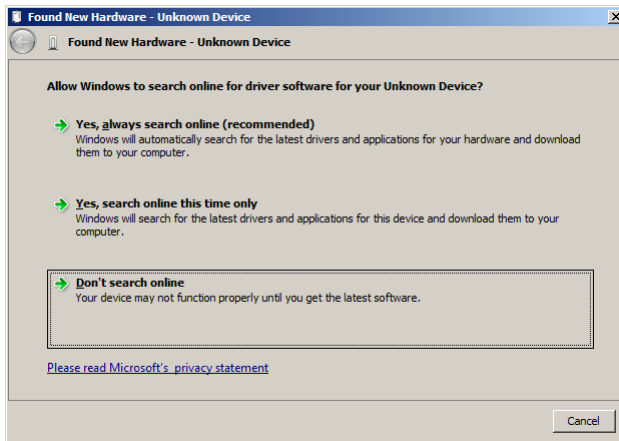 Found New Hardware - Unknown Device
Found New Hardware - Unknown Device
Allow Windows to search online for driver software for your Unknown Device?
Yes, always search online (recommended)
Windows will automatically search for the latest drivers and applications for your hardware and download
them to your computer.
Yes, search online this time only
Windows will search for the latest drivers and applications for this device and download them to your
computer.
Don't search online
Your device may not function properly until you get the latest software.
Please read Microsoft's privacy statement
Cancel